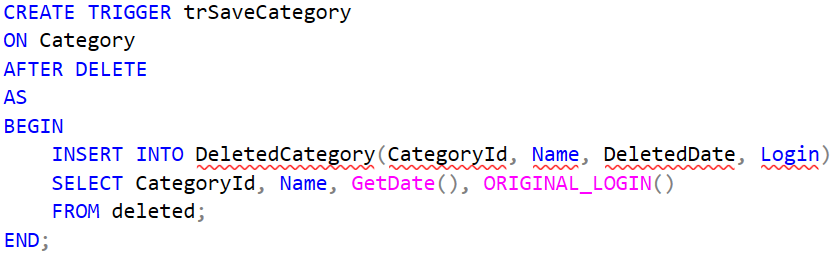 CREATE TRIGGER trSaveCategory
ON Category
AFTER DELETE
AS
BEGIN
    INSERT INTO DeletedCategory(CategoryId, Name, DeletedDate, Login)
    SELECT CategoryId, Name, GetDate(), ORIGINAL_LOGIN()
    FROM deleted;
END;